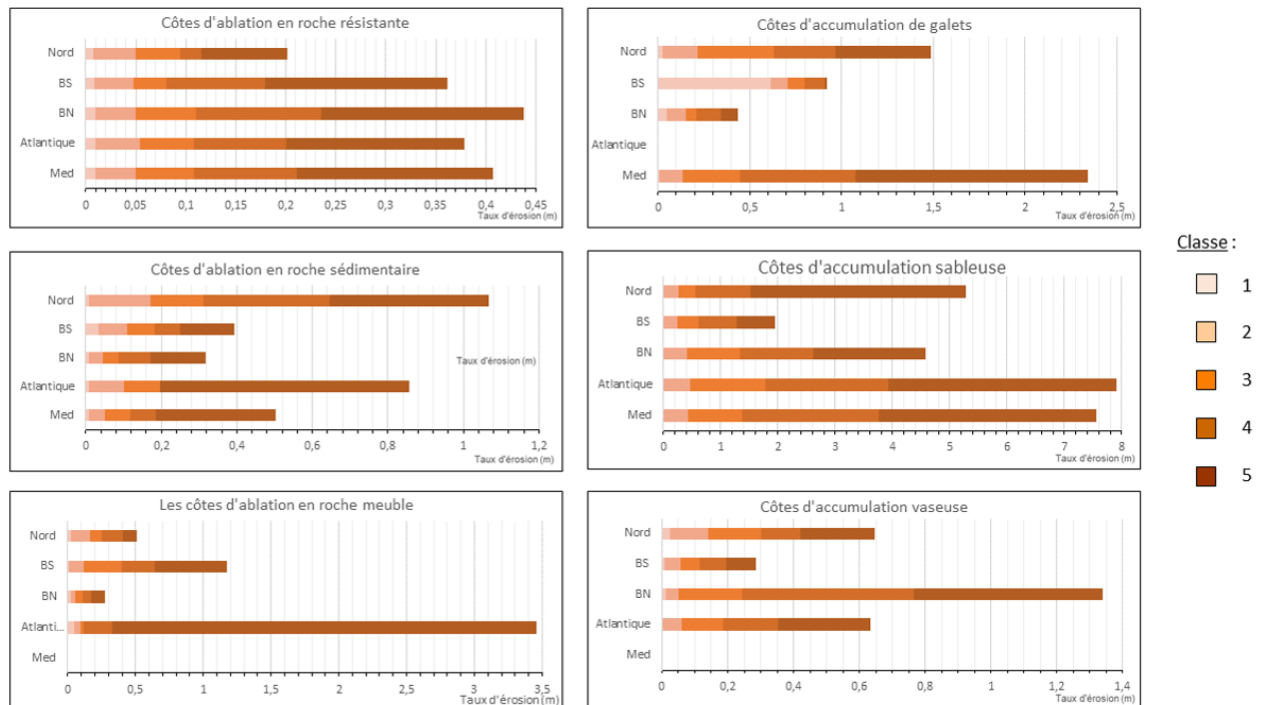 Côtes d'ablation en roche résistante
Nord
BS
BN
Atlantique
Med
0 0,05 0,1 0,15 0,2 0,25 0,3 0,35 0,4 0,45
Taux d'érosion (m)
Côtes d'accumulation de galets
Nord
BS
BN
Atlantique
Med
0 0,5 1 1,5 2 2,5
Taux d'érosion (m)
Côtes d'ablation en roche sédimentaire
Nord
BS
BN
Atlantique
Med
Taux d'érosion (m)
0 0,2 0,4 0,6 0,8 1 1,2
Taux d'érosion (m)
Côtes d'accumulation sableuse
Nord
BS
BN
Atlantique
Med
0 1 2 3 4 5 6 7 8
Taux d'érosion (m)
Les côtes d'ablation en roche meuble
Nord
BS
BN
Atlanti...
Med
0 0,5 1 1,5 2 2,5 3 3,5
Taux d'érosion (m)
Côtes d'accumulation vaseuse
Nord
BS
BN
Atlantique
Med
0 0,2 0,4 0,6 0,8 1 1,2 1,4
Taux d'érosion (m)
Classe :
1
2
3
4
5